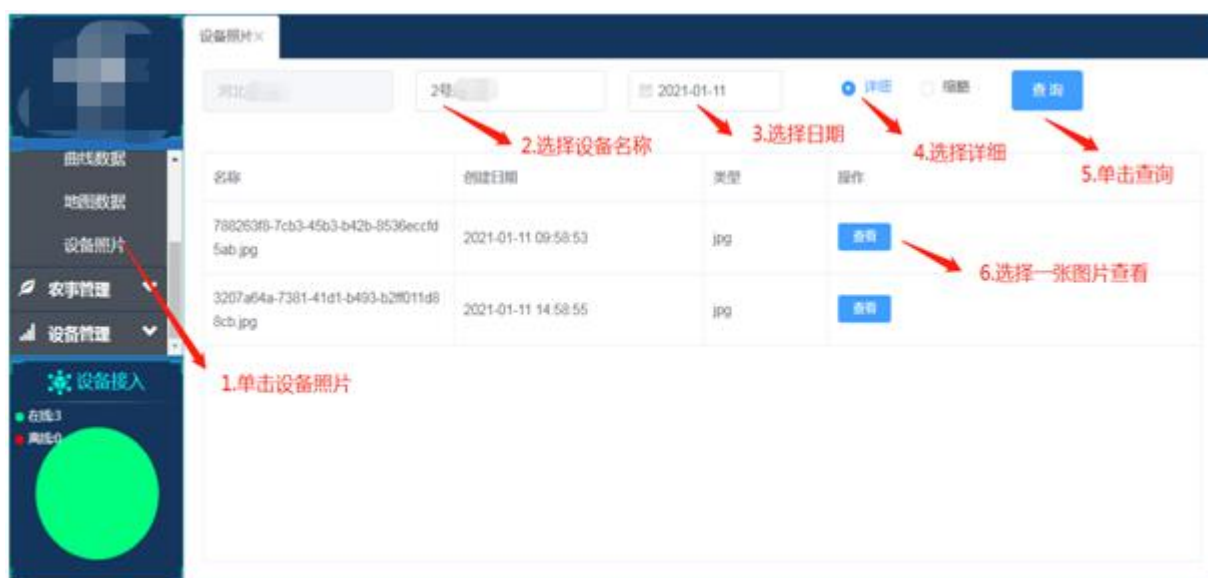 设备照片×
河北
2号
2021-01-11
详细
缩略
查询
2.选择设备名称
3.选择日期
4.选择详细
5.单击查询
曲线数据
地图数据
设备照片
农事管理
设备管理
名称
创建日期
类型
操作
788263f8-7cb3-45b3-b42b-8536eccfd
5ab.jpg
2021-01-11 09:58:53
jpg
查看
6.选择一张图片查看
3207a64a-7381-41d1-b493-b2ff011d8
8cb.jpg
2021-01-11 14:58:55
jpg
查看
1.单击设备照片
设备接入
在线:3
离线:0